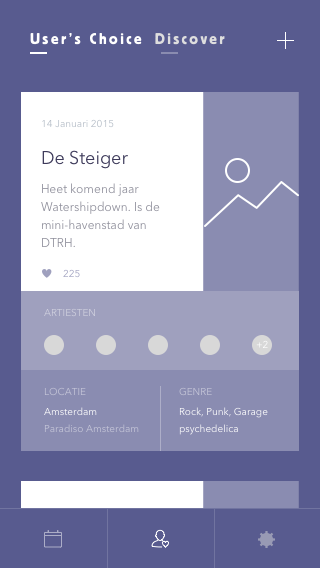 User's Choice Discover
14 Januari 2015
De Steiger
Heet komend jaar
Watershipdown. Is de
mini-havenstad van
DTRH.
225
ARTIESTEN
+2
LOCATIE
Amsterdam
Paradiso Amsterdam
GENRE
Rock, Punk, Garage
psychedelica